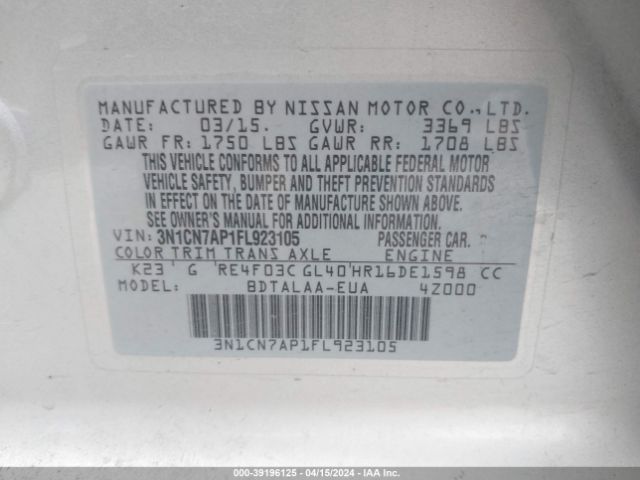 MANUFACTURED BY NISSAN MOTOR CO.,LTD.
DATE: 03/15. GVWR: 3369 LBS
GAWR FR: 1750 LBS GAWR RR: 1708 LBS
THIS VEHICLE CONFORMS TO ALL APPLICABLE FEDERAL MOTOR
VEHICLE SAFETY, BUMPER AND THEFT PREVENTION STANDARDS
IN EFFECT ON THE DATE OF MANUFACTURE SHOWN ABOVE.
SEE OWNER'S MANUAL FOR ADDITIONAL INFORMATION.
VIN: 3N1CN7AP1FL923105 PASSENGER CAR.
COLOR TRIM TRANS AXLE ENGINE
K23 G RE4F03C GL40 HR16DE1598 CC
MODEL: BDTALAA-EUA 4Z000
3N1CN7AP1FL923105
000-39196125 - 04/15/2024 - IAA Inc.